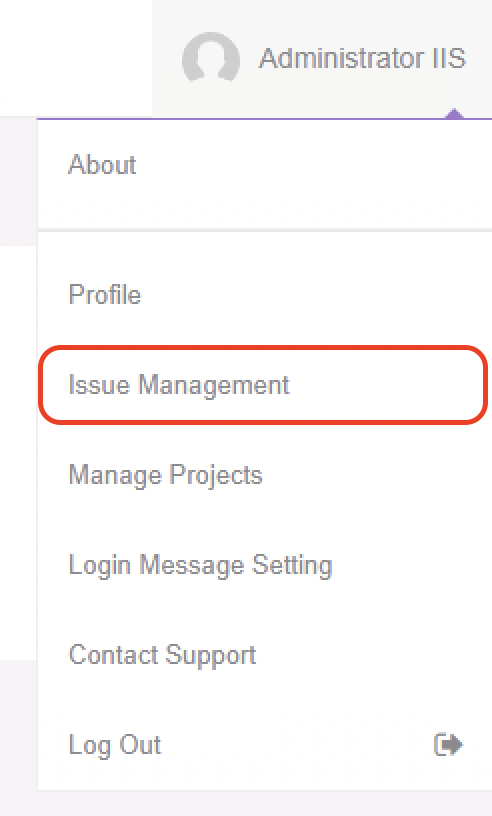 Administrator IIS
About
Profile
Issue Management
Manage Projects
Login Message Setting
Contact Support
Log Out